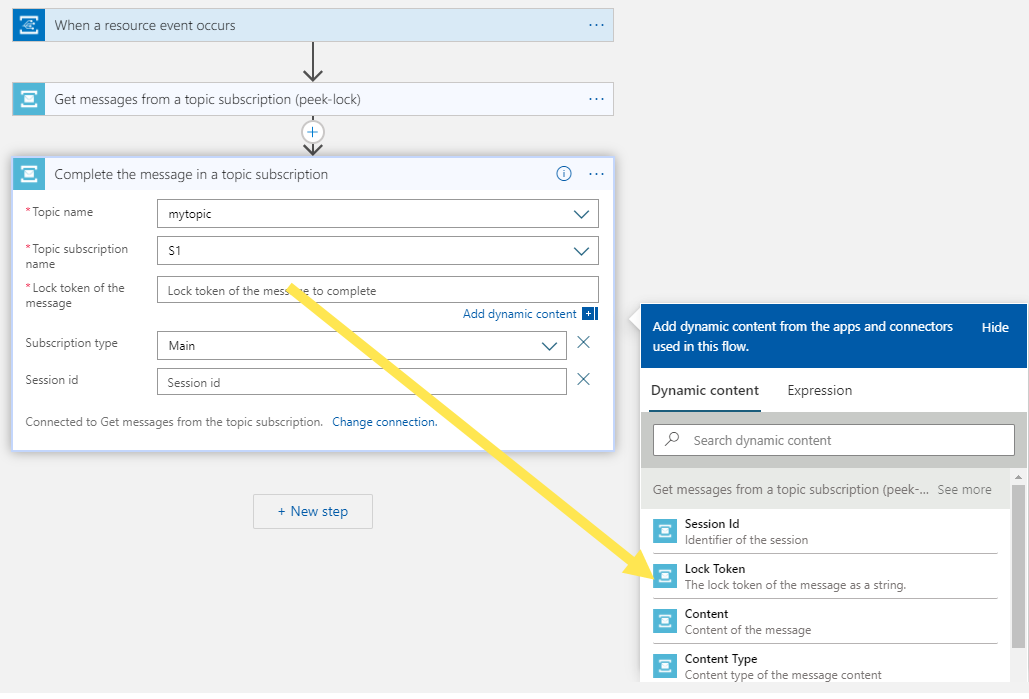 When a resource event occurs
...
Get messages from a topic subscription (peek-lock)
...
Complete the message in a topic subscription
...
*Topic name
mytopic
*Topic subscription
name
S1
*Lock token of the
message
Lock token of the message to complete
Add dynamic content
Subscription type
Main
Session id
Session id
Connected to Get messages from the topic subscription. Change connection.
+ New step
Add dynamic content from the apps and connectors
used in this flow.
Hide
Dynamic content
Expression
Search dynamic content
Get messages from a topic subscription (peek-... See more
Session Id
Identifier of the session
Lock Token
The lock token of the message as a string.
Content
Content of the message
Content Type
Content type of the message content